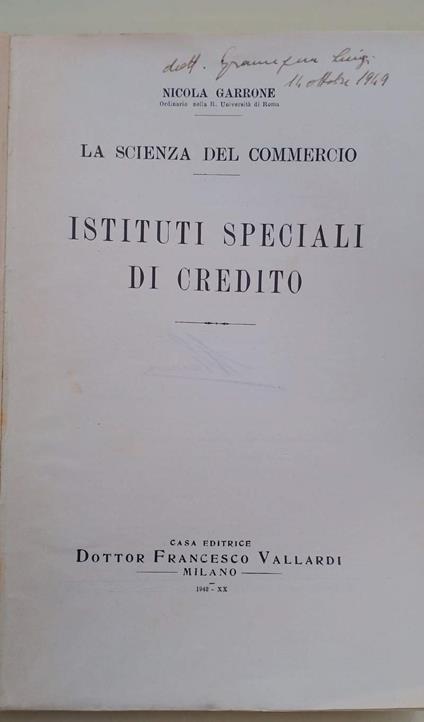 dott. Luigi
14 ottobre 1949
NICOLA GARRONE
Ordinario nella R. Università di Roma
LA SCIENZA DEL COMMERCIO
ISTITUTI SPECIALI
DI CREDITO
CASA EDITRICE
DOTTOR FRANCESCO VALLARDI
MILANO
1942 - XX